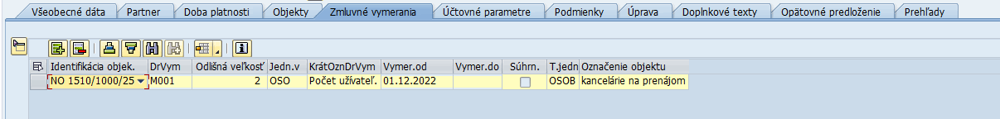 Všeobecné dáta Partner Doba platnosti Objekty Zmluvné vymerania Účtovné parametre Podmienky Úprava Doplnkové texty Opätovné predloženie Prehľady
Identifikácia objek. DrVym Odlišná veľkosť Jedn.v KrátOznDrVym Vymer.od Vymer.do Súhrn. T.jedn Označenie objektu
NO 1510/1000/25 M001 2 OSO Počet užívateľ. 01.12.2022 OSOB kancelárie na prenájom